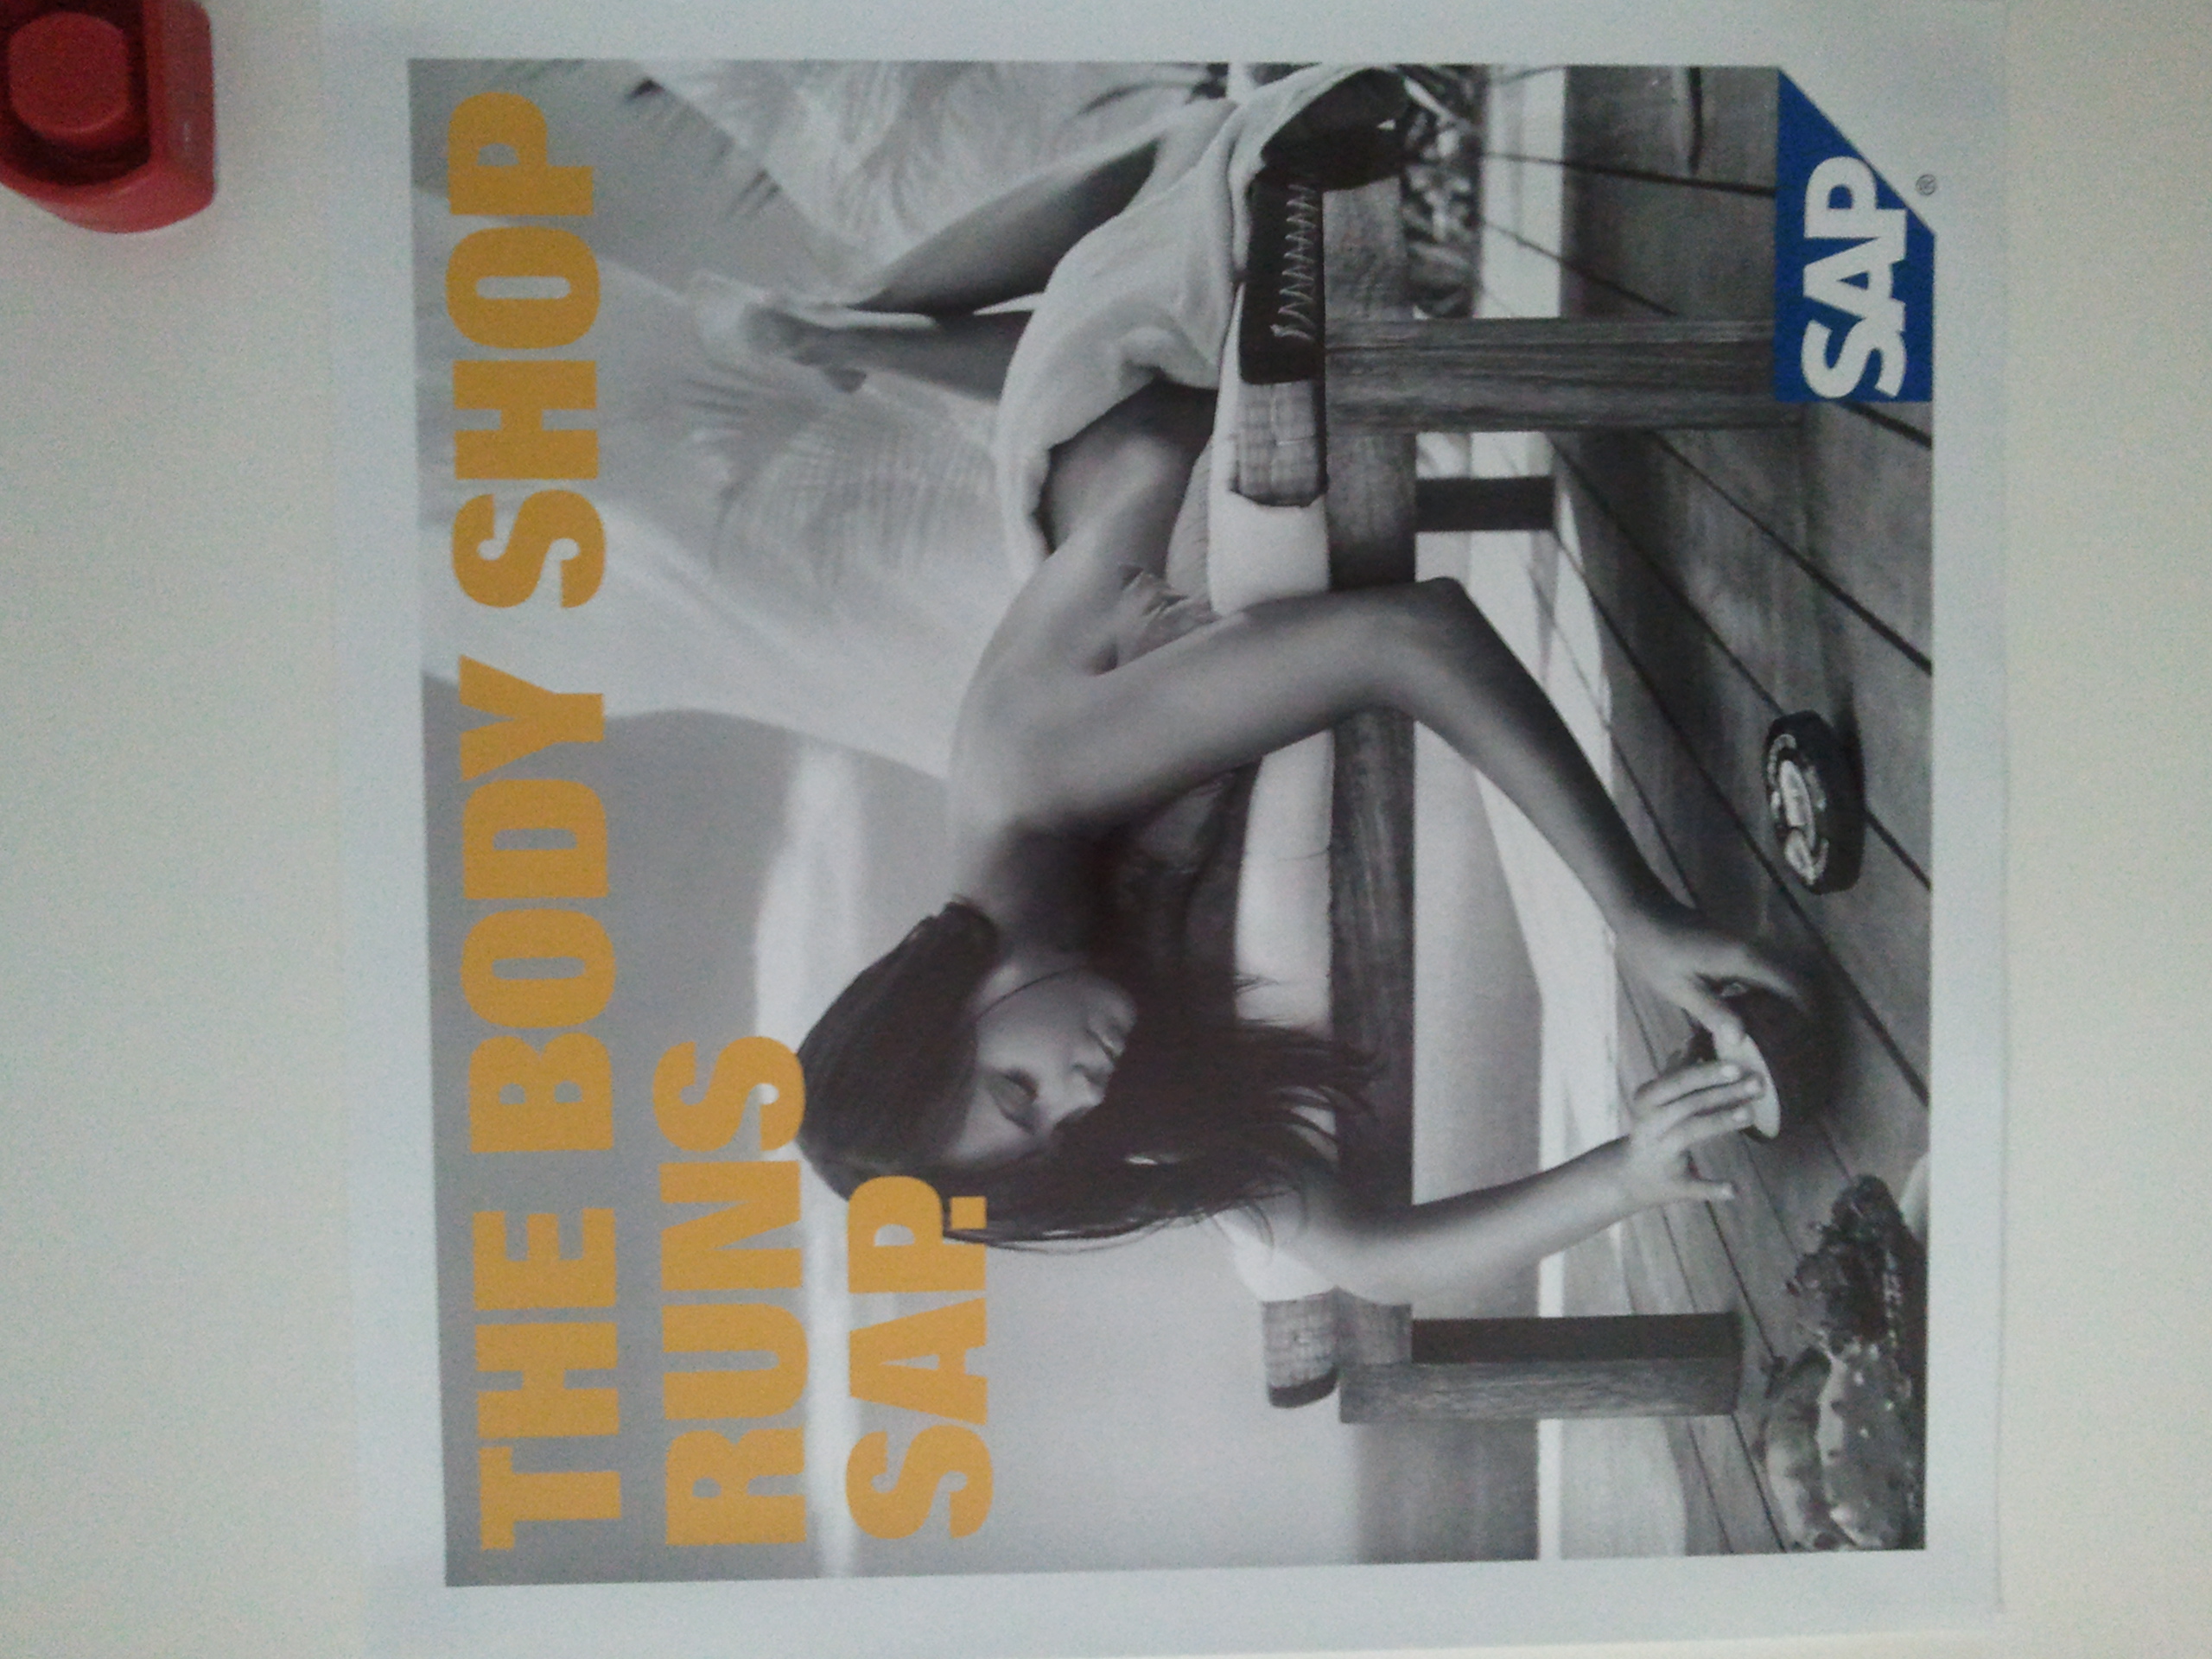 THE BODY SHOP
RUNS
SAP.
SAP
®